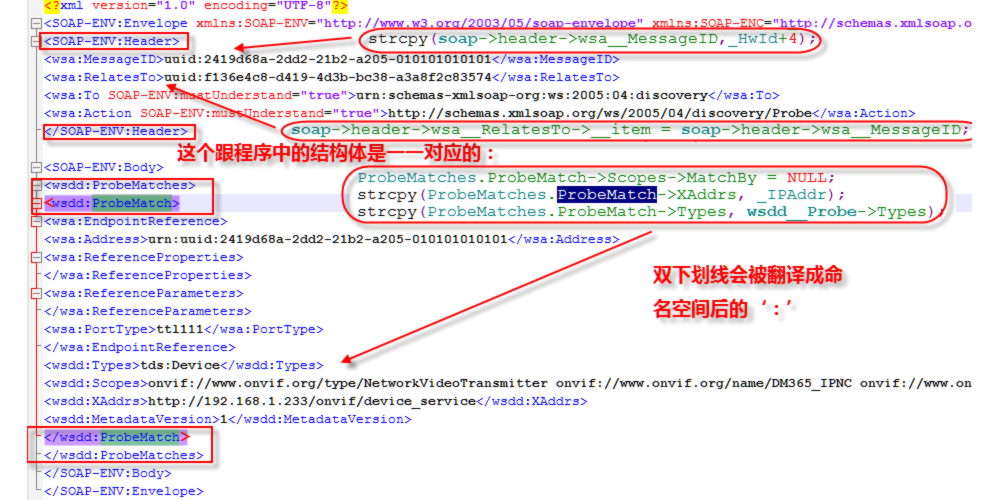 <?xml version="1.0" encoding="UTF-8"?>
<SOAP-ENV:Envelope xmlns:SOAP-ENV="http://www.w3.org/2003/05/soap-envelope" xmlns:SOAP-ENC="http://schemas.xmlsoap.o
<SOAP-ENV:Header>
strcpy(soap->header->wsa__MessageID,_HwId+4);
<wsa:MessageID>uuid:2419d68a-2dd2-21b2-a205-010101010101</wsa:MessageID>
<wsa:RelatesTo>uuid:f136e4c8-d419-4d3b-bc38-a3a8f2c83574</wsa:RelatesTo>
<wsa:To SOAP-ENV:mustUnderstand="true">urn:schemas-xmlsoap-org:ws:2005:04:discovery</wsa:To>
<wsa:Action SOAP-ENV:mustUnderstand="true">http://schemas.xmlsoap.org/ws/2005/04/discovery/Probe</wsa:Action>
</SOAP-ENV:Header>
soap->header->wsa__RelatesTo->__item = soap->header->wsa__MessageID;
这个跟程序中的结构体是一一对应的：
<SOAP-ENV:Body>
<wsdd:ProbeMatches>
<wsdd:ProbeMatch>
ProbeMatches.ProbeMatch->Scopes->MatchBy = NULL;
strcpy(ProbeMatches.ProbeMatch->XAddrs, _IPAddr);
strcpy(ProbeMatches.ProbeMatch->Types, wsdd__Probe->Types);
<wsa:EndpointReference>
<wsa:Address>urn:uuid:2419d68a-2dd2-21b2-a205-010101010101</wsa:Address>
<wsa:ReferenceProperties>
</wsa:ReferenceProperties>
<wsa:ReferenceParameters>
</wsa:ReferenceParameters>
<wsa:PortType>ttl111</wsa:PortType>
</wsa:EndpointReference>
双下划线会被翻译成命
名空间后的‘：’
<wsdd:Types>tds:Device</wsdd:Types>
<wsdd:Scopes>onvif://www.onvif.org/type/NetworkVideoTransmitter onvif://www.onvif.org/name/DM365_IPNC onvif://www.on
<wsdd:XAddrs>http://192.168.1.233/onvif/device_service</wsdd:XAddrs>
<wsdd:MetadataVersion>1</wsdd:MetadataVersion>
</wsdd:ProbeMatch>
</wsdd:ProbeMatches>
</SOAP-ENV:Body>
</SOAP-ENV:Envelope>